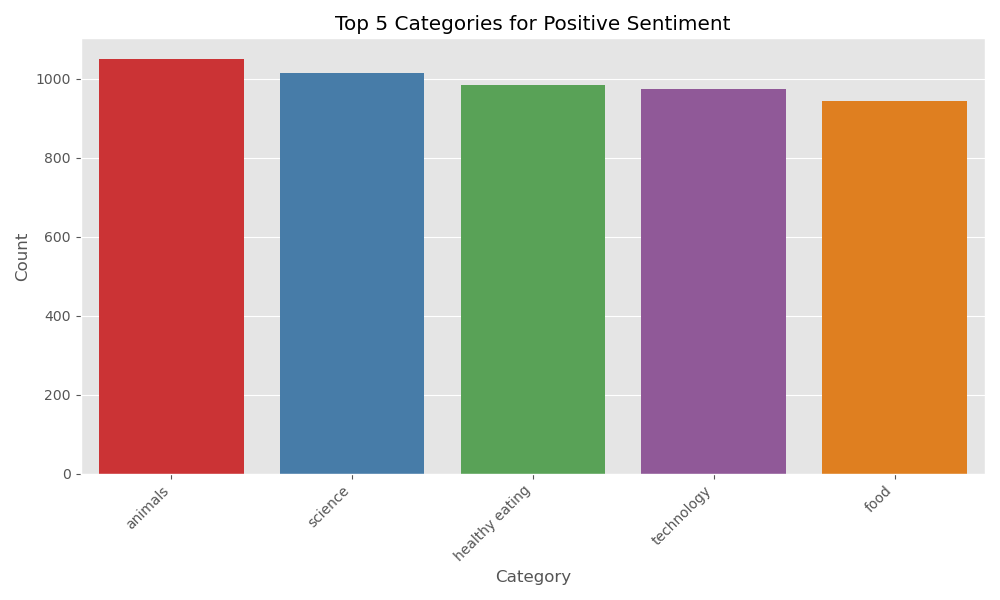 Top 5 Categories for Positive Sentiment
Count
1000
800
600
400
200
0
animals
science
healthy eating
technology
food
Category